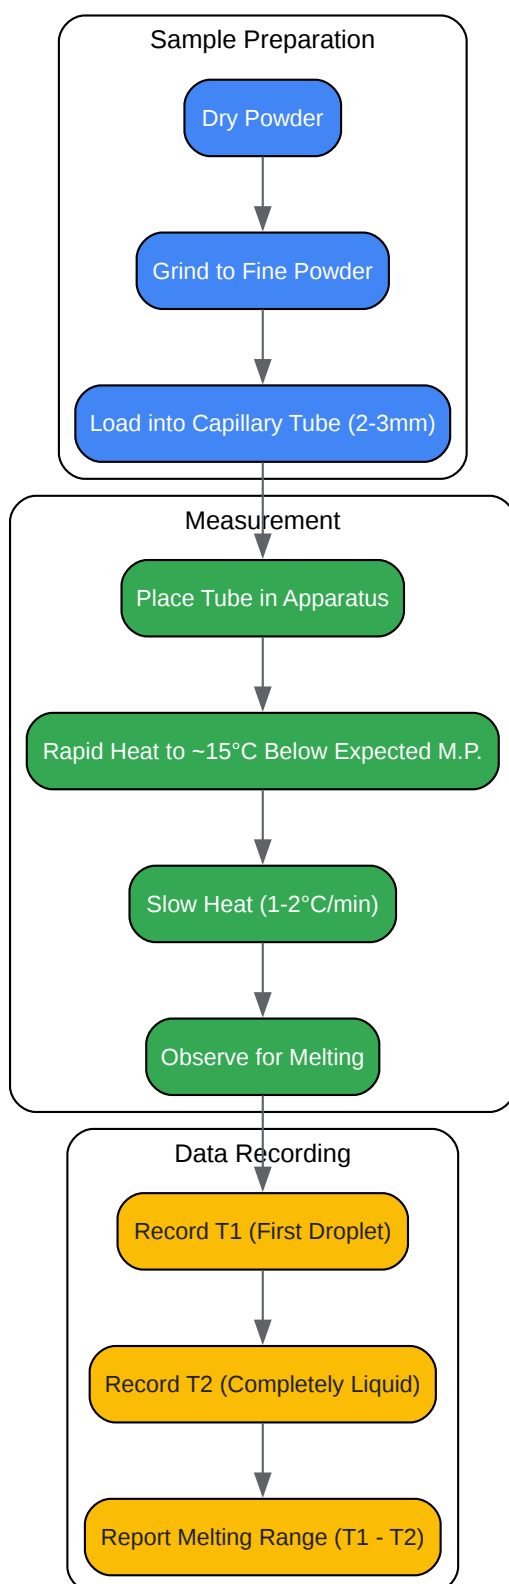 Sample Preparation
Dry Powder
Grind to Fine Powder
Load into Capillary Tube (2-3mm)
Measurement
Place Tube in Apparatus
Rapid Heat to ~15°C Below Expected M.P.
Slow Heat (1-2°C/min)
Observe for Melting
Data Recording
Record T1 (First Droplet)
Record T2 (Completely Liquid)
Report Melting Range (T1 - T2)